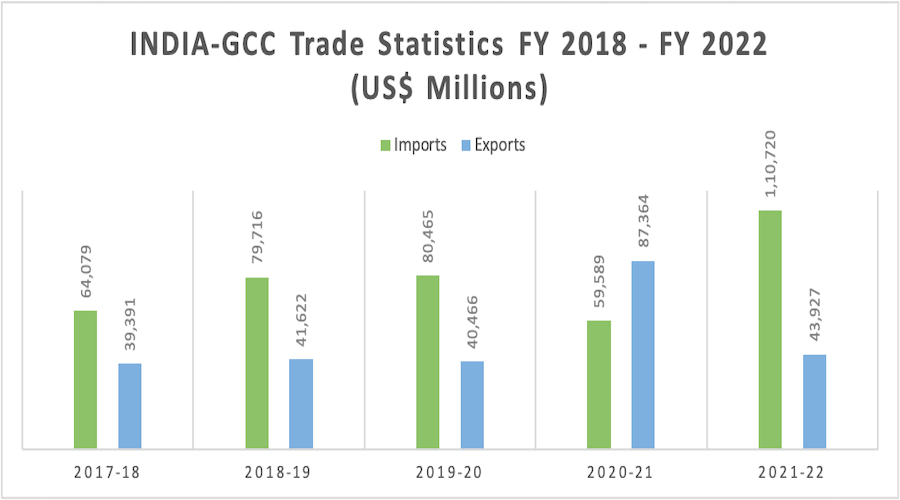 INDIA-GCC Trade Statistics FY 2018 - FY 2022
(US$ Millions)
Imports Exports
64,079
39,391
79,716
41,622
80,465
40,466
59,589
87,364
1,10,720
43,927
2017-18 2018-19 2019-20 2020-21 2021-22